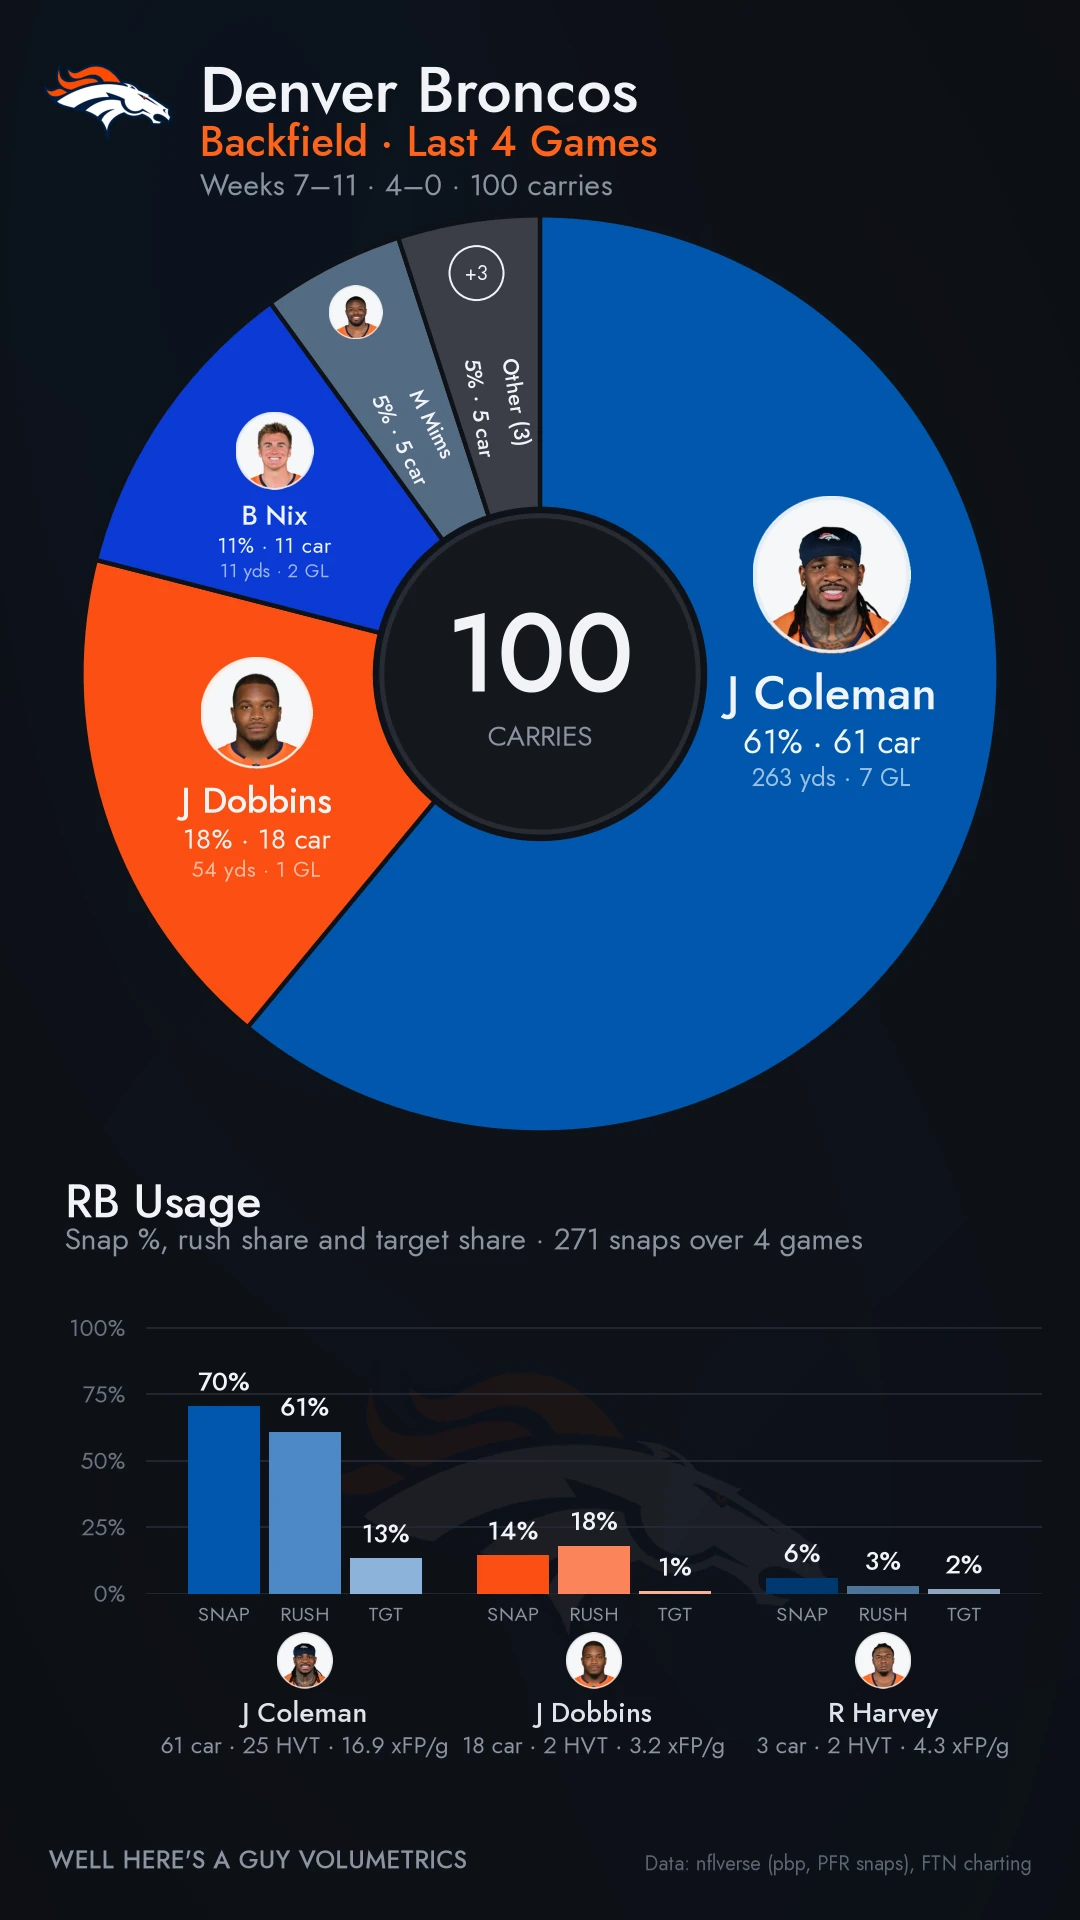 Denver Broncos
Backfield · Last 4 Games
Weeks 7–11 · 4–0 · 100 carries
+3
Other (3)
5% · 5 car
M Mims
5% · 5 car
B Nix
11% · 11 car
11 yds · 2 GL
J Dobbins
18% · 18 car
54 yds · 1 GL
100
CARRIES
J Coleman
61% · 61 car
263 yds · 7 GL
RB Usage
Snap %, rush share and target share · 271 snaps over 4 games
100%
75%
50%
25%
0%
70% 61% 13% 14% 18% 1% 6% 3% 2%
SNAP RUSH TGT SNAP RUSH TGT SNAP RUSH TGT
J Coleman J Dobbins R Harvey
61 car · 25 HVT · 16.9 xFP/g 18 car · 2 HVT · 3.2 xFP/g 3 car · 2 HVT · 4.3 xFP/g
WELL HERE'S A GUY VOLUMETRICS
Data: nflverse (pbp, PFR snaps), FTN charting